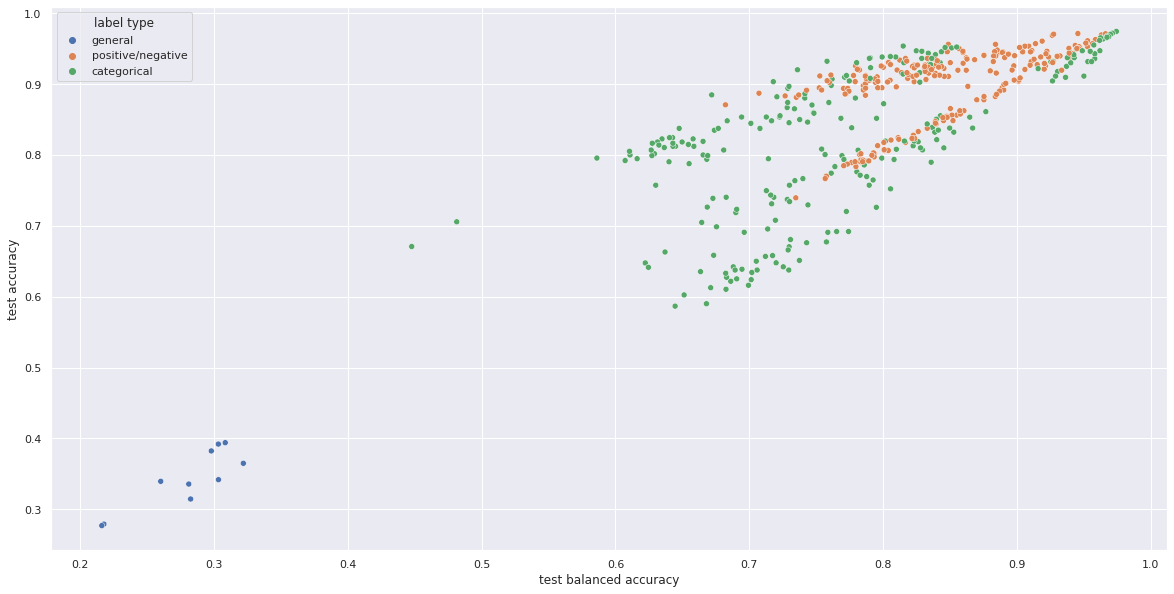 label type
general
positive/negative
categorical
1.0
0.9
0.8
0.7
0.6
0.5
0.4
0.3
test accuracy
0.2 0.3 0.4 0.5 0.6 0.7 0.8 0.9 1.0
test balanced accuracy